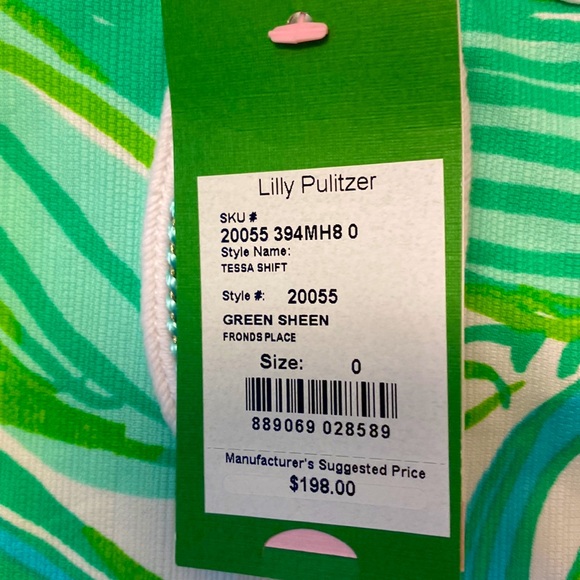 Lilly Pulitzer
SKU #
20055 394MH8 0
Style Name:
TESSA SHIFT
Style #: 20055
GREEN SHEEN
FRONDS PLACE
Size: 0
889069 028589
Manufacturer's Suggested Price
$198.00